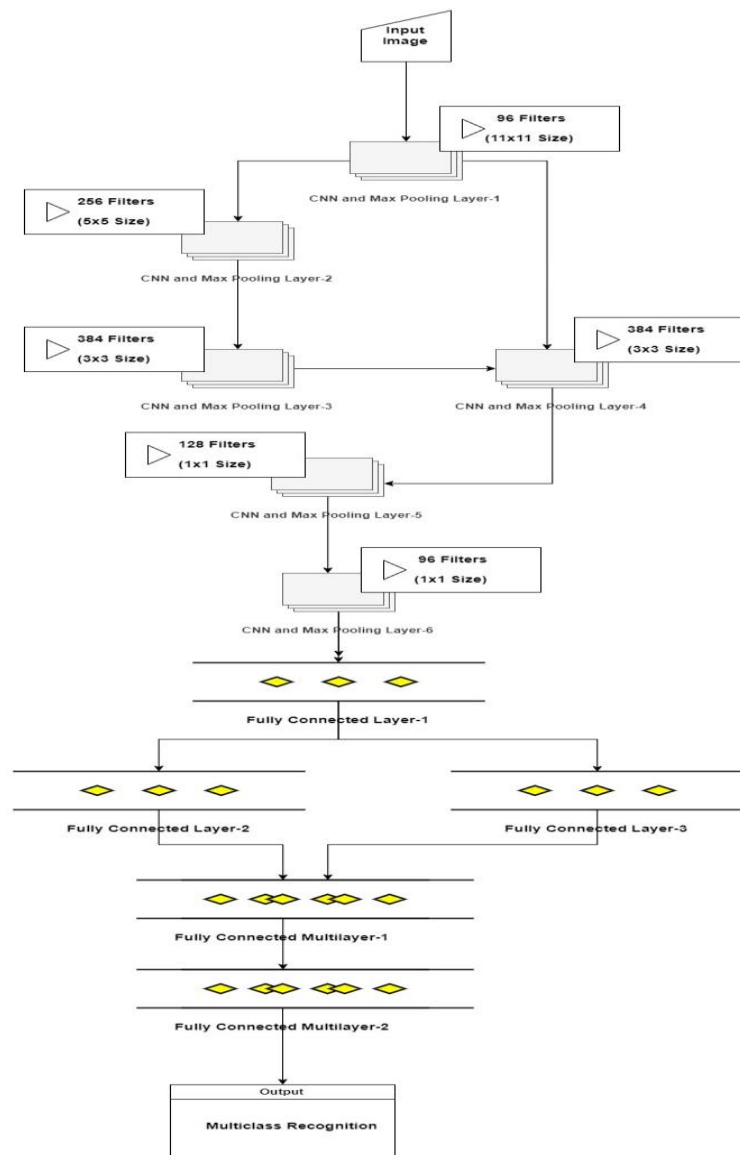 Input
Image
96 Filters
(11x11 Size)
CNN and Max Pooling Layer-1
256 Filters
(5x5 Size)
CNN and Max Pooling Layer-2
384 Filters
(3x3 Size)
CNN and Max Pooling Layer-3
384 Filters
(3x3 Size)
CNN and Max Pooling Layer-4
128 Filters
(1x1 Size)
CNN and Max Pooling Layer-5
96 Filters
(1x1 Size)
CNN and Max Pooling Layer-6
Fully Connected Layer-1
Fully Connected Layer-2
Fully Connected Layer-3
Fully Connected Multilayer-1
Fully Connected Multilayer-2
Output
Multiclass Recognition